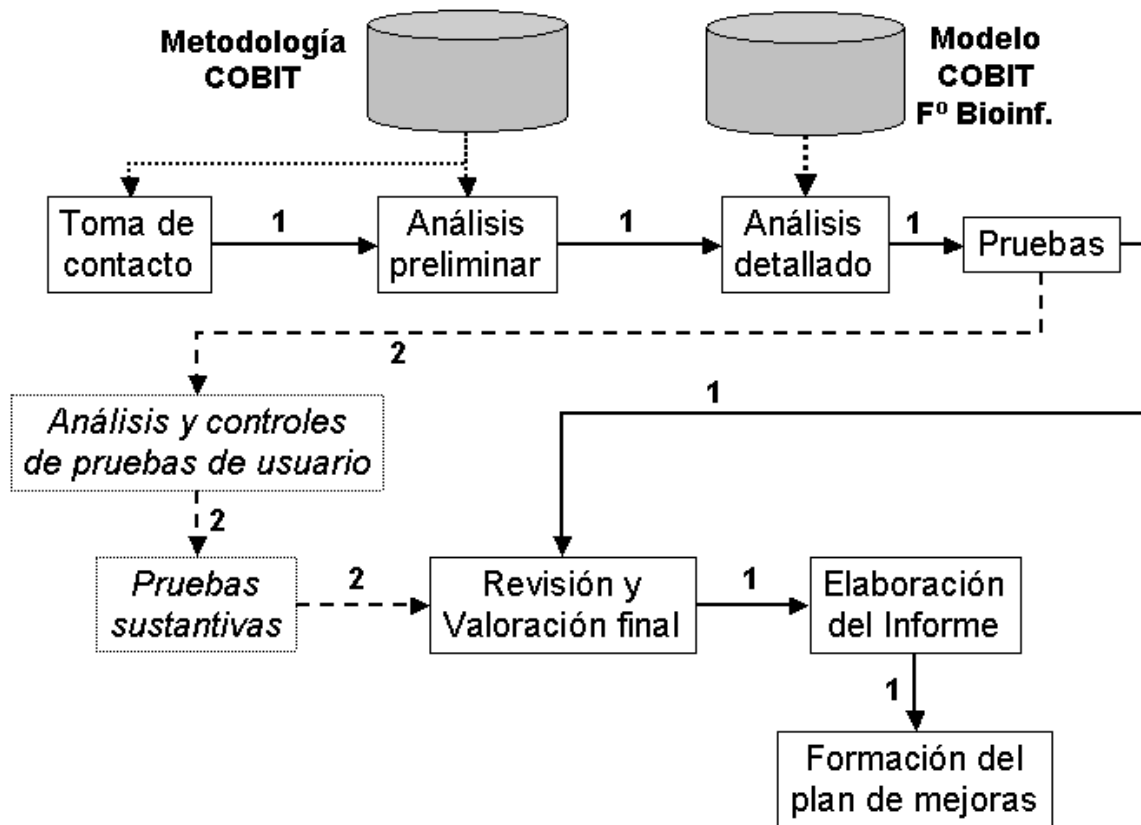 Metodología
COBIT
Modelo
COBIT
Fº Bioinf.
Toma de
contacto
1
Análisis
preliminar
1
Análisis
detallado
1
Pruebas
2
1
Análisis y controles
de pruebas de usuario
2
Pruebas
sustantivas
2
Revisión y
Valoración final
1
Elaboración
del Informe
1
Formación del
plan de mejoras